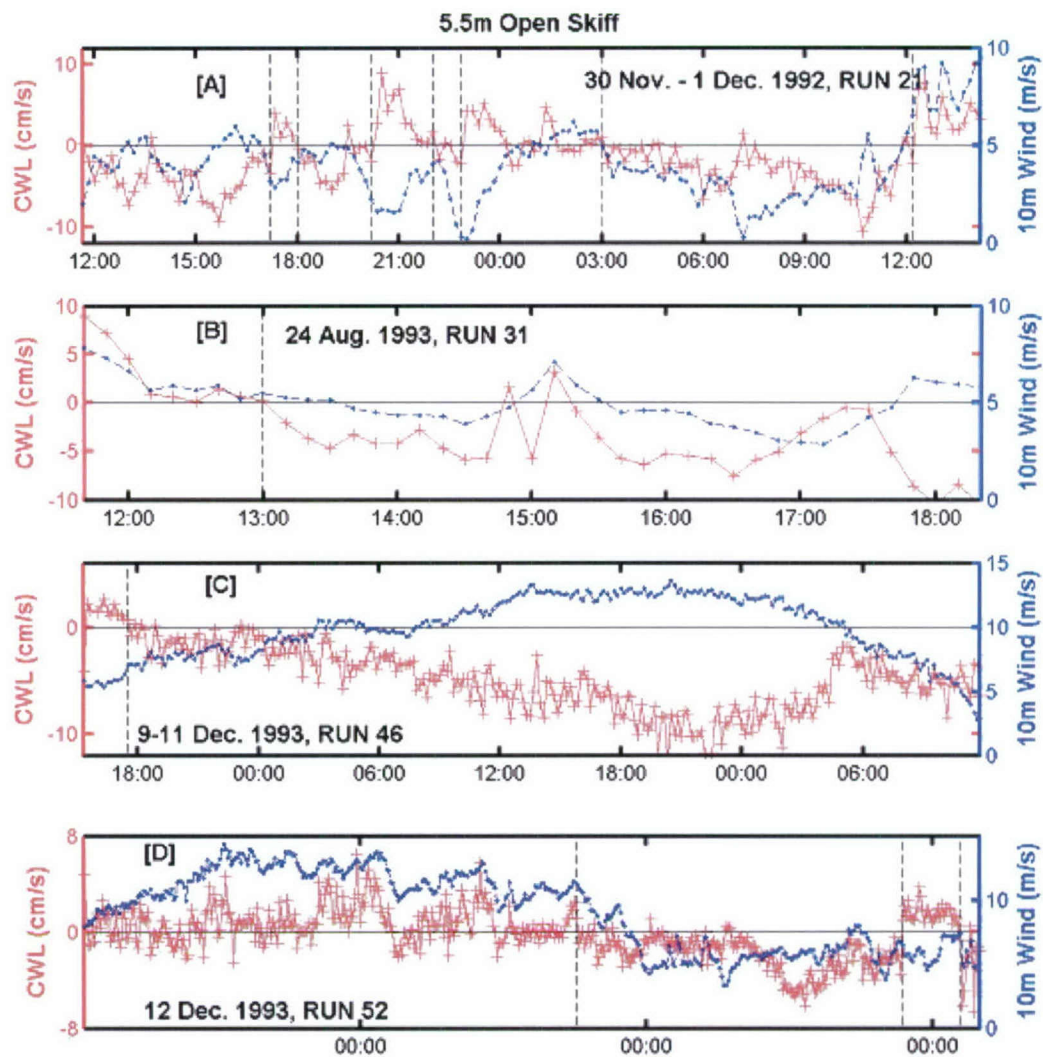 5.5m Open Skiff
[A]
30 Nov. - 1 Dec. 1992, RUN 21
CWL (cm/s)
10
0
-10
10m Wind (m/s)
10
5
0
12:00 15:00 18:00 21:00 00:00 03:00 06:00 09:00 12:00
[B]
24 Aug. 1993, RUN 31
CWL (cm/s)
10
5
0
-5
-10
10m Wind (m/s)
10
5
0
12:00 13:00 14:00 15:00 16:00 17:00 18:00
[C]
9-11 Dec. 1993, RUN 46
CWL (cm/s)
0
-10
10m Wind (m/s)
15
10
5
0
18:00 00:00 06:00 12:00 18:00 00:00 06:00
[D]
12 Dec. 1993, RUN 52
CWL (cm/s)
8
0
-8
10m Wind (m/s)
10
5
0
00:00 00:00 00:00